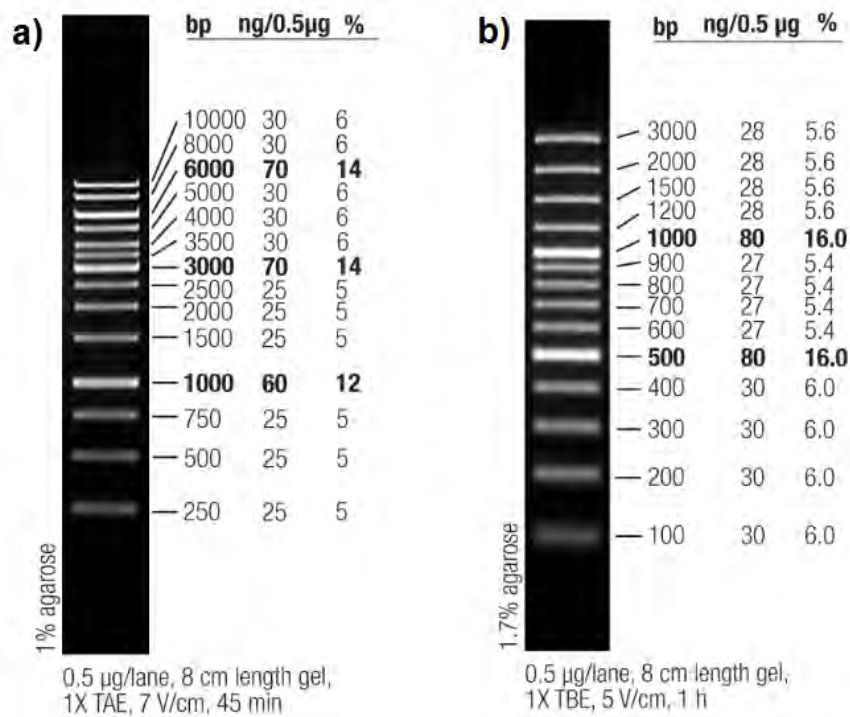 a)
bp ng/0.5µg %
10000 30 6
8000 30 6
6000 70 14
5000 30 6
4000 30 6
3500 30 6
3000 70 14
2500 25 5
2000 25 5
1500 25 5
1000 60 12
750 25 5
500 25 5
250 25 5
1% agarose
0.5 µg/lane, 8 cm length gel,
1X TAE, 7 V/cm, 45 min
b)
bp ng/0.5 µg %
3000 28 5.6
2000 28 5.6
1500 28 5.6
1200 28 5.6
1000 80 16.0
900 27 5.4
800 27 5.4
700 27 5.4
600 27 5.4
500 80 16.0
400 30 6.0
300 30 6.0
200 30 6.0
100 30 6.0
1.7% agarose
0.5 µg/lane, 8 cm length gel,
1X TBE, 5 V/cm, 1 h